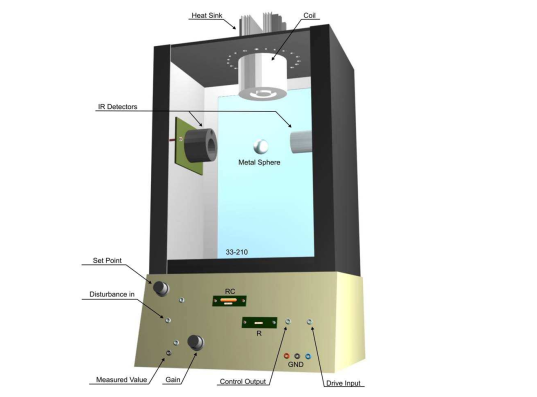 Heat Sink
Coil
IR Detectors
Metal Sphere
33-210
Set Point
RC
Disturbance in
R
GND
Measured Value
Gain
Control Output
Drive Input